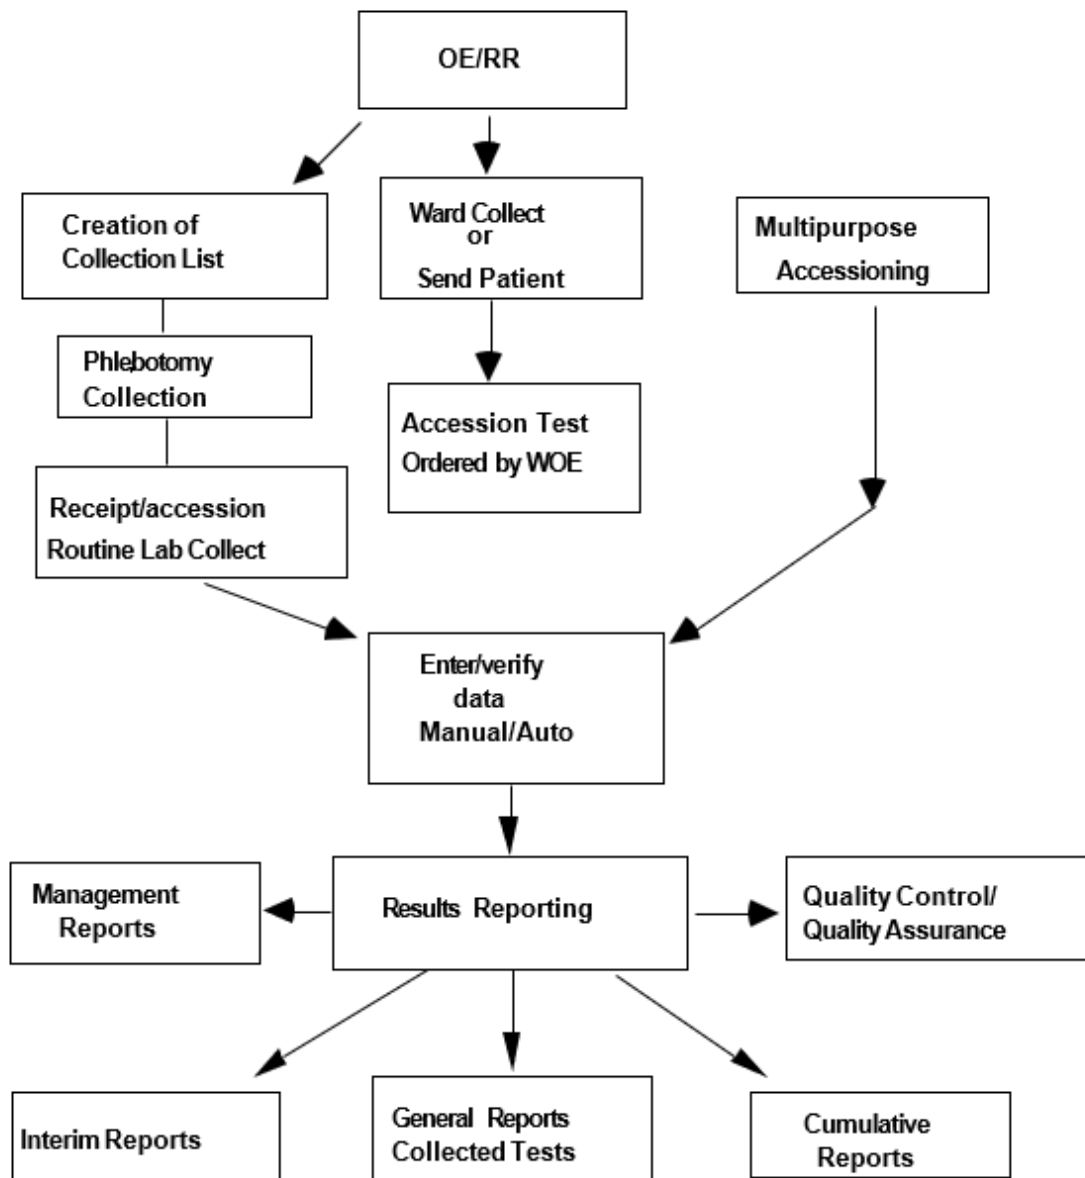 OE/RR
Creation of
Collection List
Ward Collect
or
Send Patient
Multipurpose
Accessioning
Phlebotomy
Collection
Accession Test
Ordered by WOE
Receipt/accession
Routine Lab Collect
Enter/verify
data
Manual/Auto
Management
Reports
Results Reporting
Quality Control/
Quality Assurance
Interim Reports
General Reports
Collected Tests
Cumulative
Reports